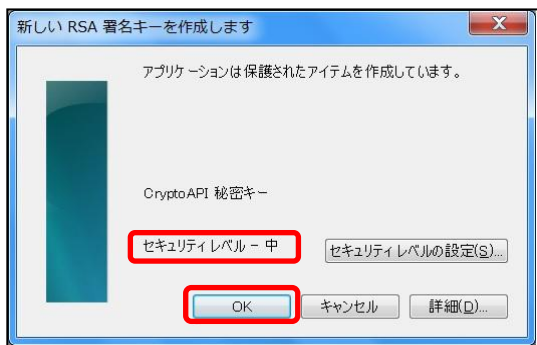 新しい RSA 署名キーを作成します
アプリケーションは保護されたアイテムを作成しています。
CryptoAPI 秘密キー
セキュリティ レベル － 中
セキュリティ レベルの設定(S)...
OK
キャンセル
詳細(D)...